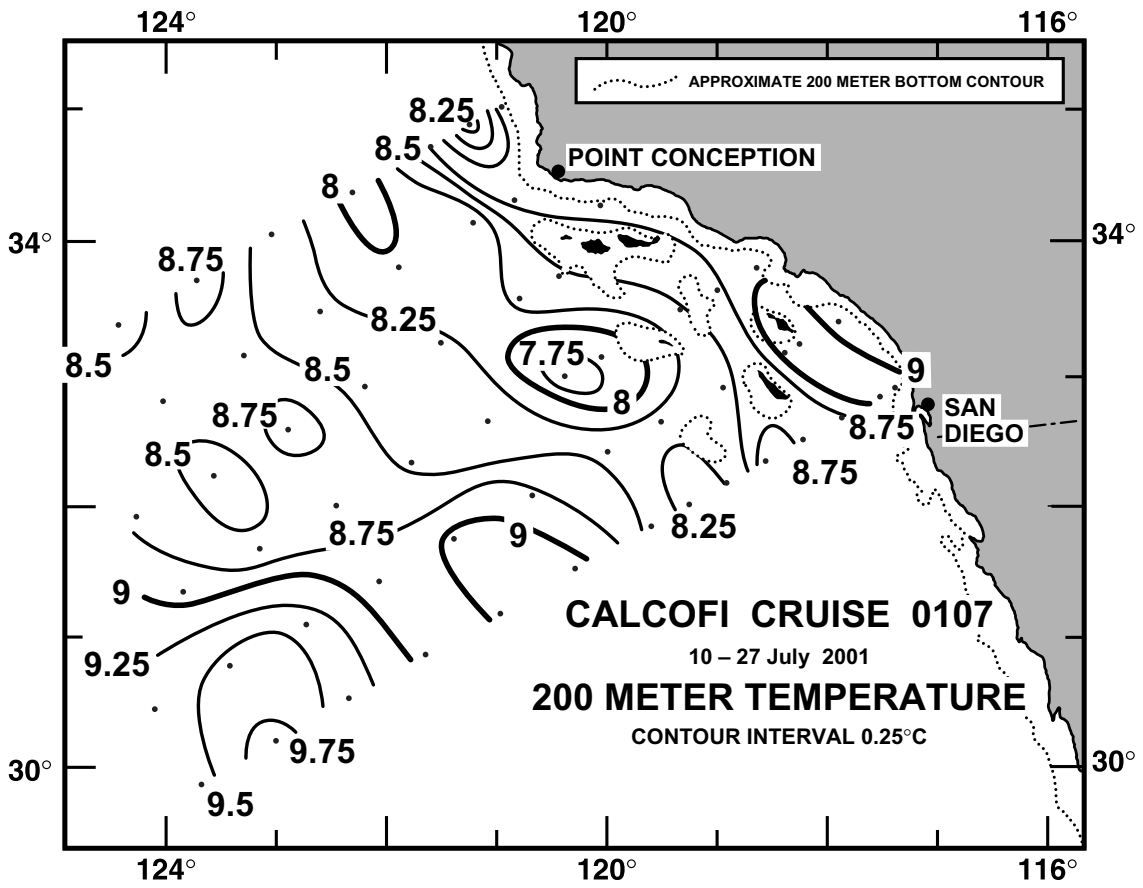 124° 120° 116°
APPROXIMATE 200 METER BOTTOM CONTOUR
8.25
8.5
POINT CONCEPTION
8
34° 34°
8.75
8.25
7.75
8.5
8.5
9
8
8.75
SAN
DIEGO
8.75
8.5
8.75
8.25
8.75
9
9
CALCOFI CRUISE 0107
10 – 27 July 2001
9.25
200 METER TEMPERATURE
CONTOUR INTERVAL 0.25°C
9.75
30° 30°
9.5
124° 120° 116°